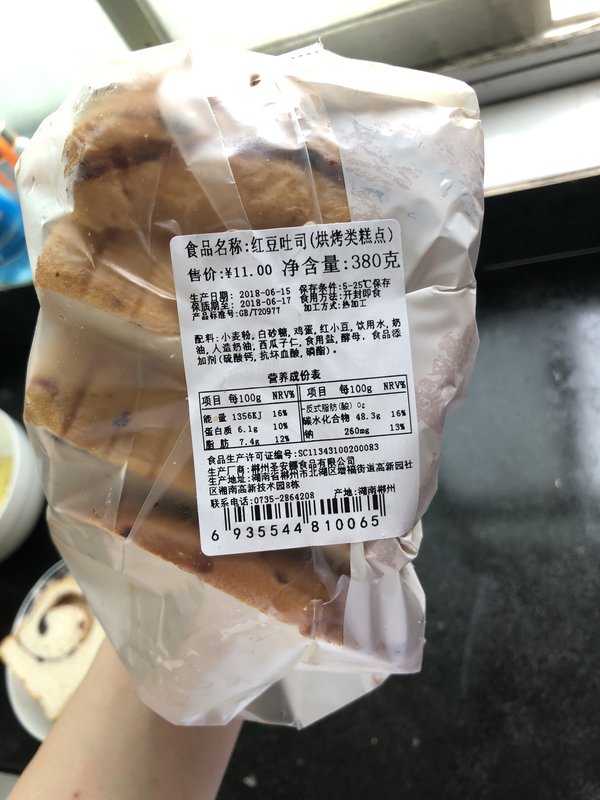 食品名称:红豆吐司(烘烤类糕点)
售价:¥11.00 净含量:380克
生产日期: 2018-06-15 保存条件:5-25℃保存
保质期至: 2018-06-17 食用方法:开封即食
产品标准号:GB/T20977 加工方式:热加工
配料:小麦粉,白砂糖,鸡蛋,红小豆,饮用水,奶
油,人造奶油,西瓜子仁,食用盐,酵母,食品添
加剂(硫酸钙,抗坏血酸,磷酯).
营养成份表
项目 每100g NRV% 项目 每100g NRV%
能 量 1356KJ 16% -反式脂肪(酸) 0g
蛋白质 6.1g 10% 碳水化合物 48.3g 16%
脂 肪 7.4g 12% 钠 260mg 13%
食品生产许可证编号:SC11343100200083
生产厂商:郴州圣安娜食品有限公司
生产地址:湖南省郴州市北湖区增福街道高新园社
区湘南高新技术园8栋
联系电话:0735-2864208 产地:湖南郴州
6 935544 810065